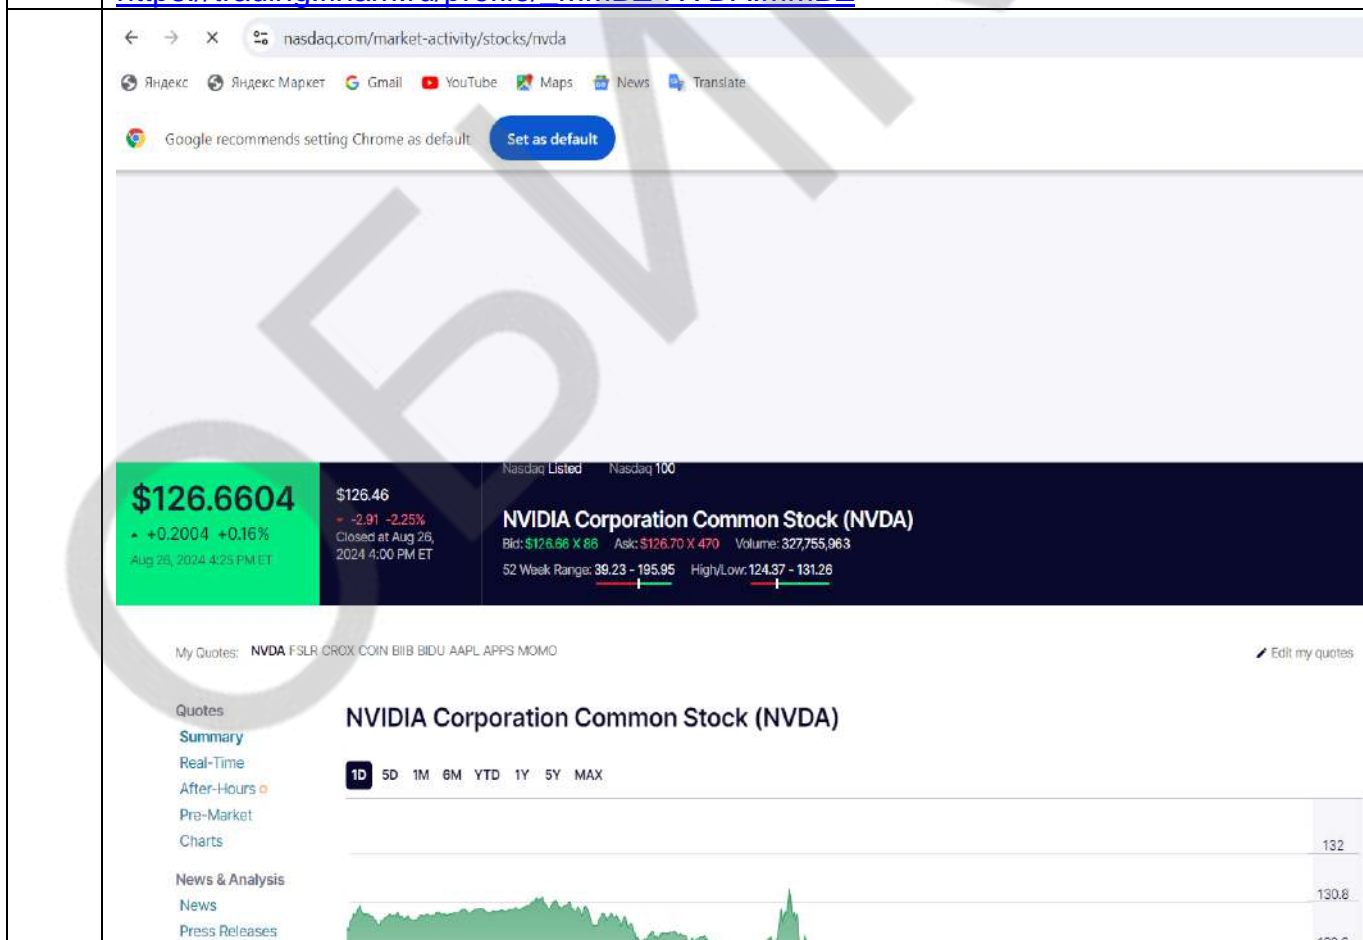 nasdaq.com/market-activity/stocks/nvda
Яндекс Яндекс Маркет Gmail YouTube Maps News Translate
Google recommends setting Chrome as default Set as default
Nasdaq Listed Nasdaq 100
$126.6604
+0.2004 +0.16%
Aug 26, 2024 4:25 PM ET
$126.46
-2.91 -2.25%
Closed at Aug 26,
2024 4:00 PM ET
NVIDIA Corporation Common Stock (NVDA)
Bid: $126.66 X 86 Ask: $126.70 X 470 Volume: 327,755,963
52 Week Range: 39.23 - 195.95 High/Low: 124.37 - 131.26
My Quotes: NVDA FSLR CROX COIN BIIB BIDU AAPL APPS MOMO
Edit my quotes
Quotes
Summary
Real-Time
After-Hours
Pre-Market
Charts
News & Analysis
News
Press Releases
NVIDIA Corporation Common Stock (NVDA)
1D 5D 1M 6M YTD 1Y 5Y MAX
132
130.8